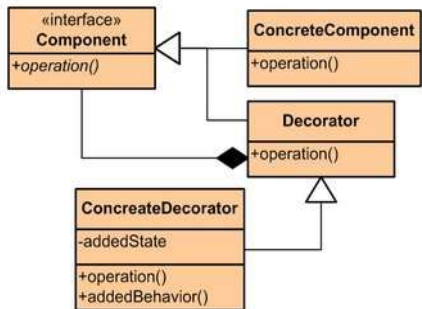 «interface»
Component
+operation()
ConcreteComponent
+operation()
Decorator
+operation()
ConcreateDecorator
-addedState
+operation()
+addedBehavior()